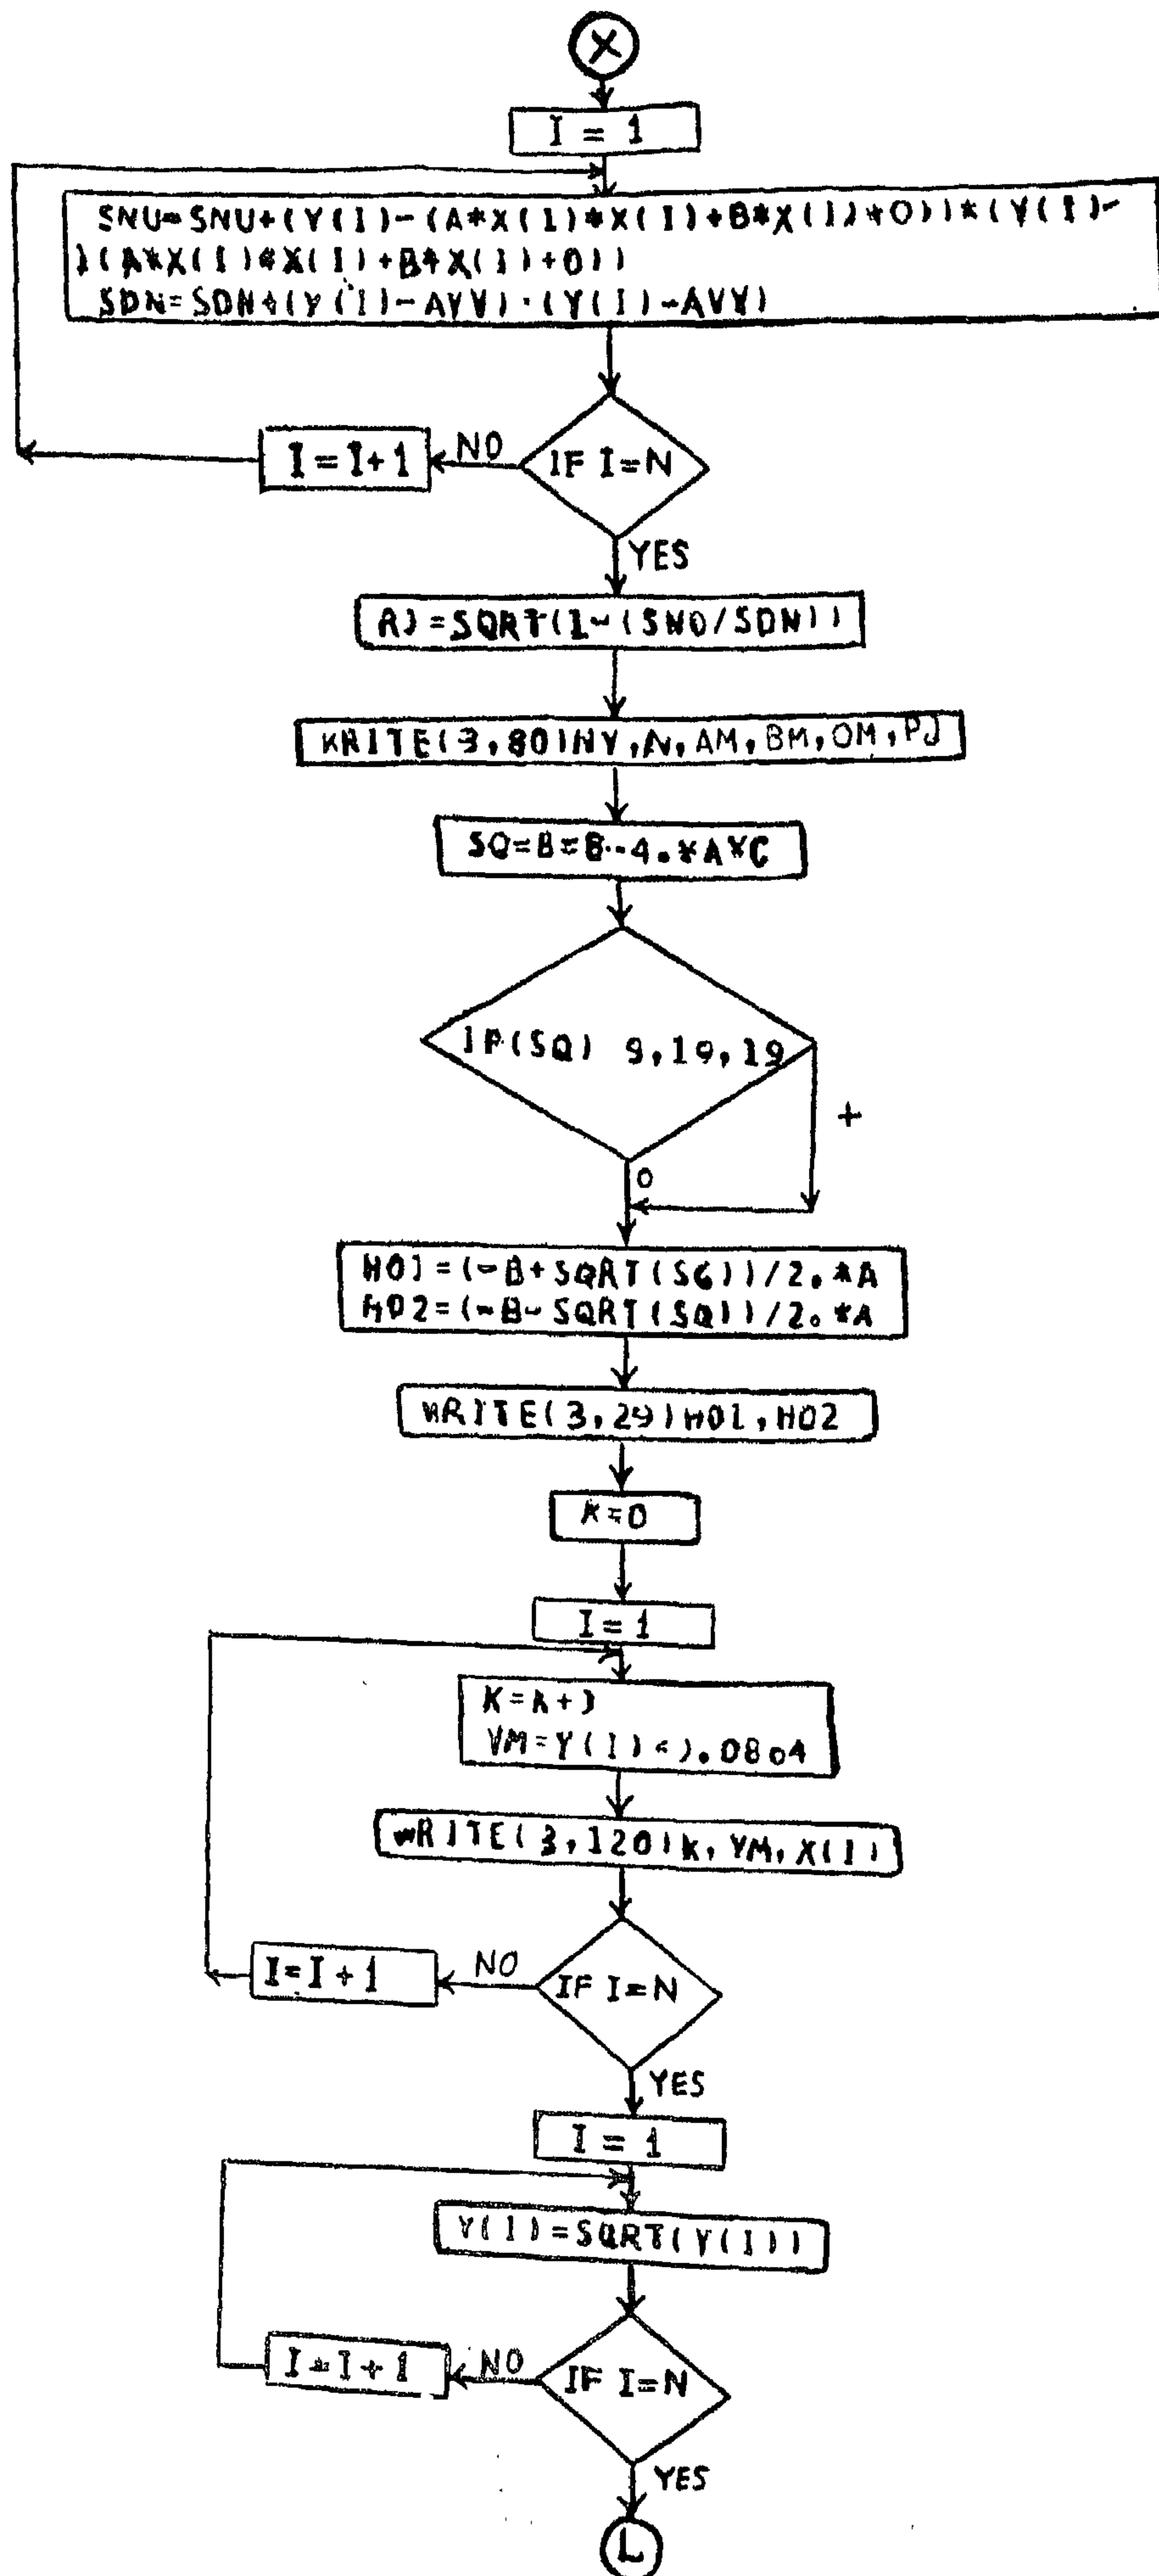 X
I = 1
SNU=SNU+(Y(I)-(A*X(I)*X(I)+B*X(I)+O))*(Y(I)-
)(A*X(I)*X(I)+B*X(I)+O))
SDN=SDN+(Y(I)-AVY)*(Y(I)-AVY)
IF I=N
NO
I = I+1
YES
RJ=SQRT(1-(SNU/SDN))
WRITE(3,80)NY,N,AM,BM,OM,PJ
SQ=B=B-4.*A*C
IF(SQ) 9,19,19
+
0
HO1=(-B+SQRT(SQ))/2.*A
HO2=(-B-SQRT(SQ))/2.*A
WRITE(3,29)HO1,HO2
K=0
I = 1
K=K+1
YM=Y(I)
WRITE(3,120)K,YM,X(I)
IF I=N
NO
I=I+1
YES
I = 1
Y(I)=SQRT(Y(I))
IF I=N
NO
I=I+1
YES
L